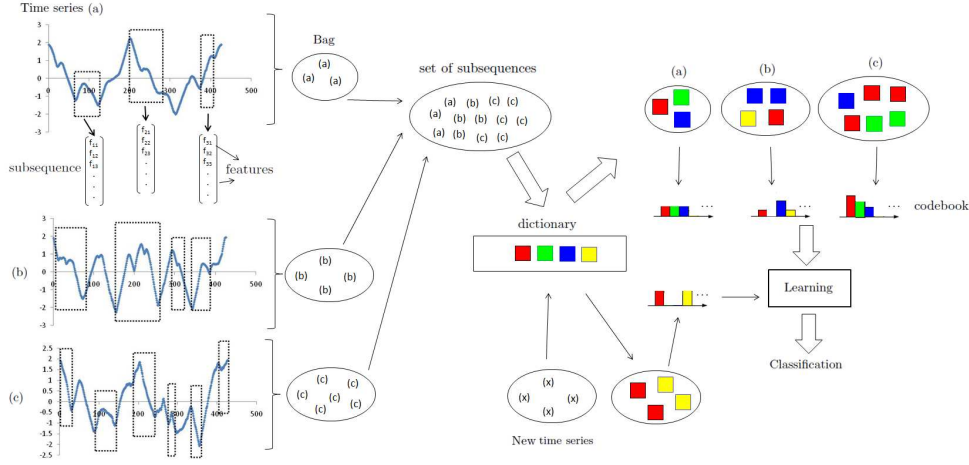 Time series (a)
3
2
1
0
-1
-2
-3
0
100
200
300
400
500
f11
f12
f13
.
.
.
f21
f22
f23
.
.
.
f31
f32
f33
.
.
.
subsequence
features
Bag
(a)
(a) (a)
set of subsequences
(a) (b) (c) (c)
(a) (b) (b) (c) (c)
(a) (b) (c) (c)
(a)
(b)
(c)
...
...
...
codebook
dictionary
(b)
3
2
1
0
-1
-2
3
0
100
200
300
400
500
(b)
(b) (b)
(b)
...
Learning
Classification
(c)
2.5
2
1.5
1
0.5
0
-0.5
-1
-1.5
-2
-2.5
0
100
200
300
400
500
(c) (c)
(c) (c) (c)
(c) (c)
(x)
(x) (x)
(x)
New time series